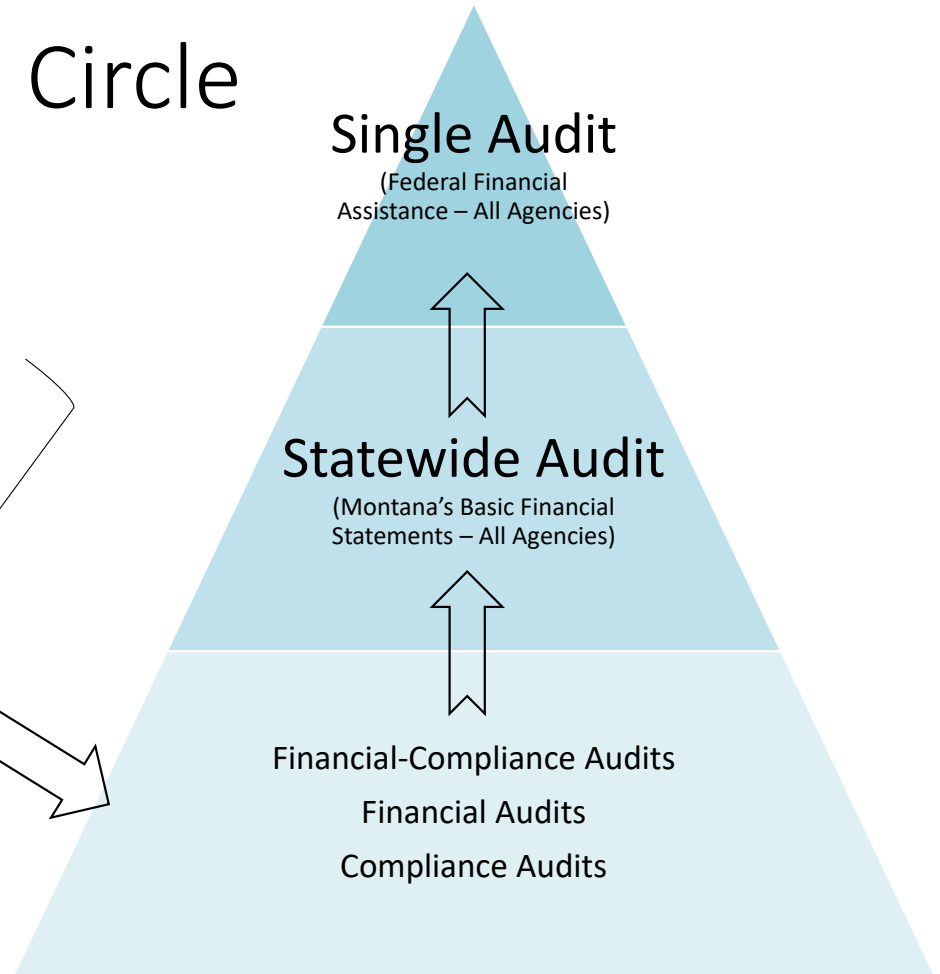 Circle
Single Audit
(Federal Financial
Assistance – All Agencies)
Statewide Audit
(Montana’s Basic Financial
Statements – All Agencies)
Financial-Compliance Audits
Financial Audits
Compliance Audits